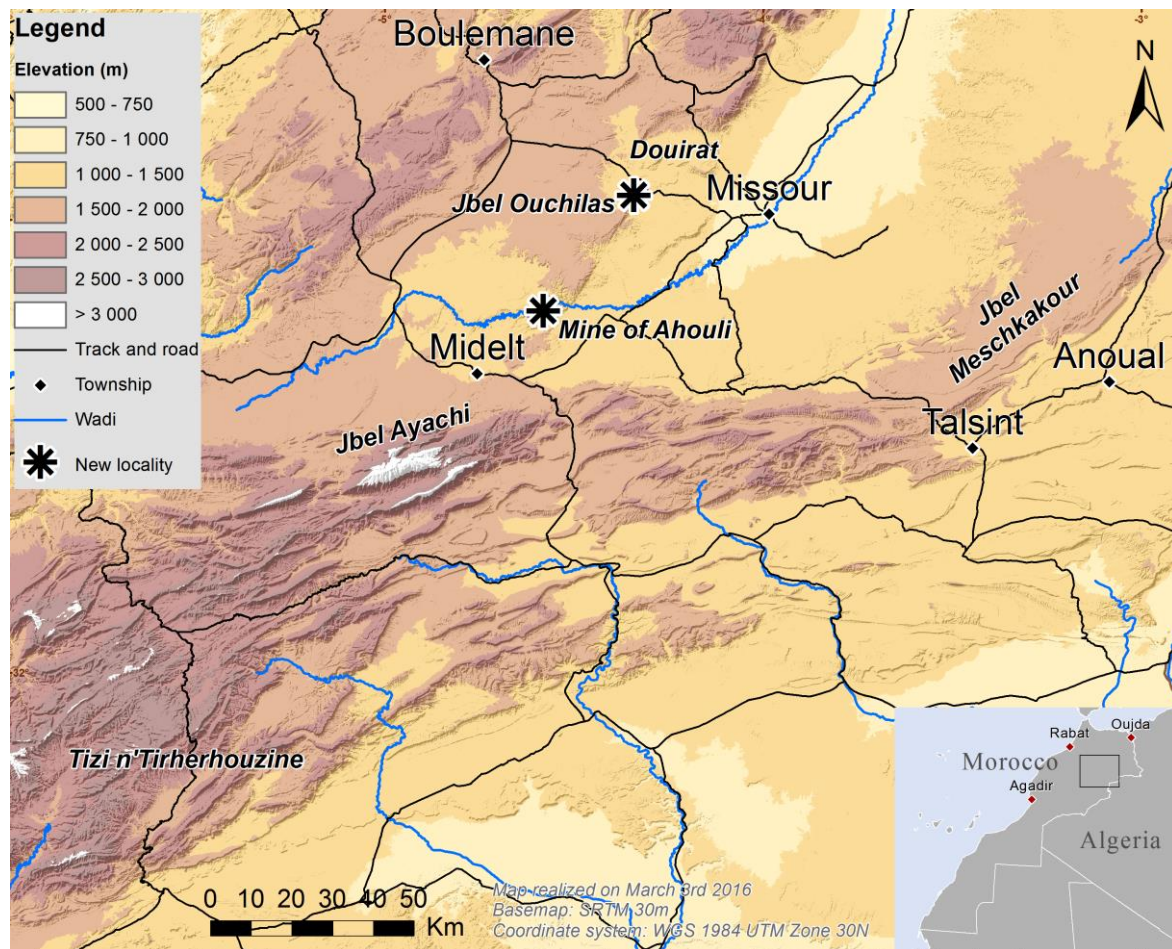 Legend
Elevation (m)
500 - 750
750 - 1 000
1 000 - 1 500
1 500 - 2 000
2 000 - 2 500
2 500 - 3 000
> 3 000
Track and road
Township
Wadi
New locality
-5°
-4°
-3°
N
Boulemane
Douirat
Missour
Jbel Ouchilas
Mine of Ahouli
Midelt
Jbel
Meschkakour
Anoual
Talsint
Jbel Ayachi
32°
Tizi n'Tirherhouzine
0 10 20 30 40 50
Km
Map realized on March 3rd 2016
Basemap: SRTM 30m
Coordinate system: WGS 1984 UTM Zone 30N
Rabat
Oujda
Morocco
Agadir
Algeria